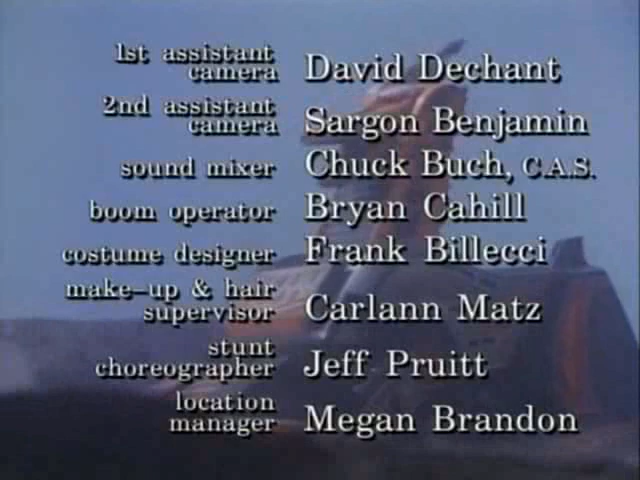 1st assistant
camera David Dechant
2nd assistant
camera Sargon Benjamin
sound mixer Chuck Buch, C.A.S.
boom operator Bryan Cahill
costume designer Frank Billecci
make-up & hair
supervisor Carlann Matz
stunt
choreographer Jeff Pruitt
location
manager Megan Brandon